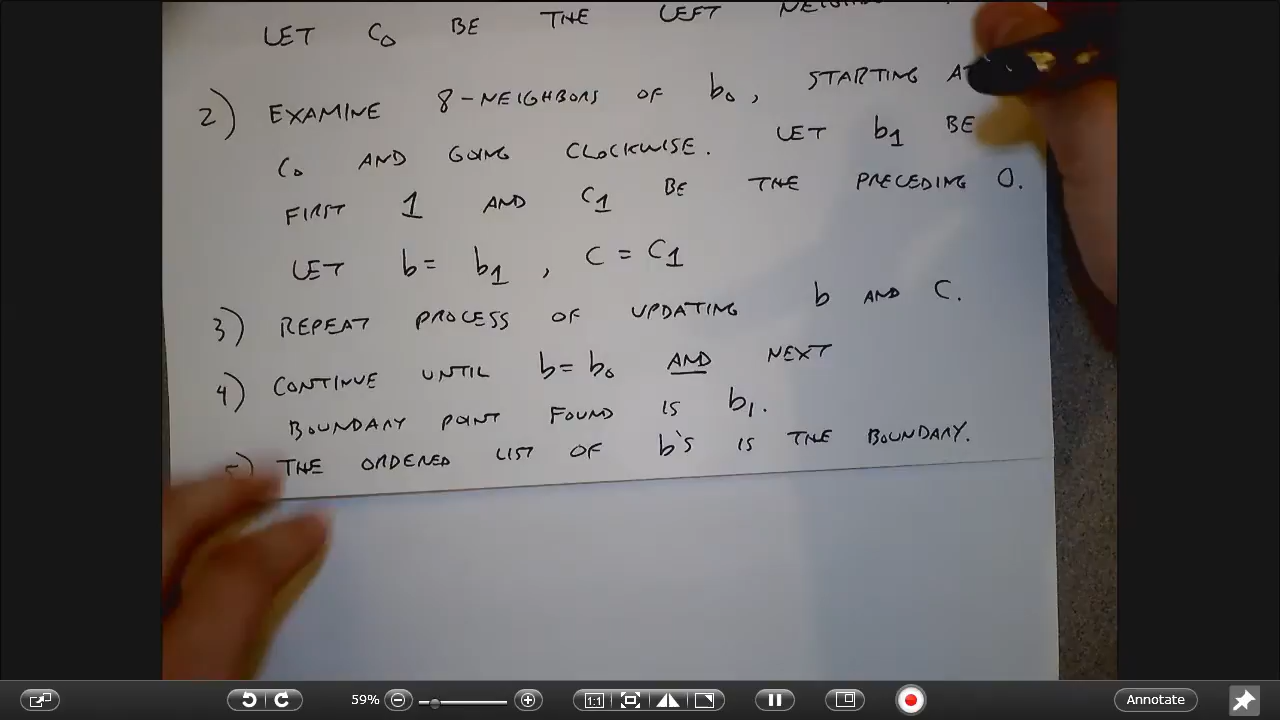 LET C₀ BE THE LEFT
2) EXAMINE 8-NEIGHBORS OF b₀, STARTING AT
C₀ AND GOING CLOCKWISE. LET b₁ BE
FIRST 1 AND C₁ BE THE PRECEDING 0.
LET b = b₁, C = C₁
3) REPEAT PROCESS OF UPDATING b AND C.
4) CONTINUE UNTIL b = b₀ AND NEXT
BOUNDARY POINT FOUND IS b₁.
THE ORDERED LIST OF b'S IS THE BOUNDARY.
59%
1:1
Annotate